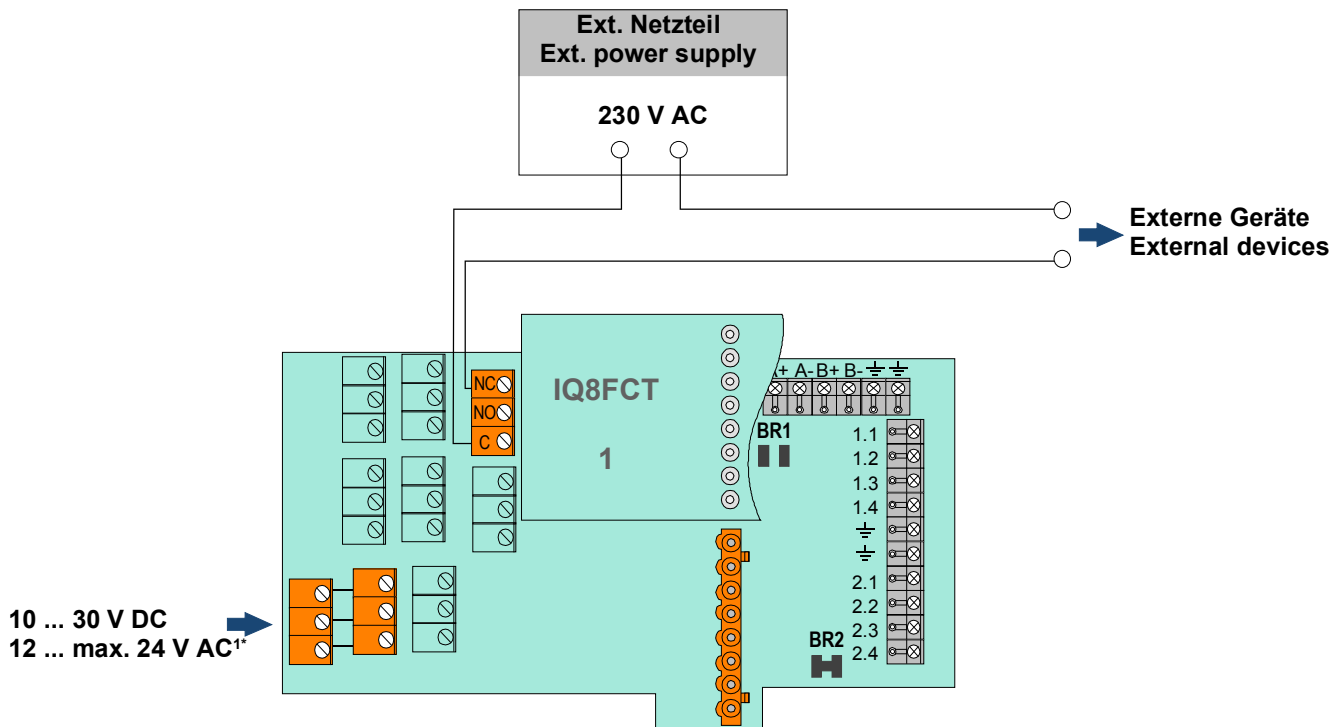 Ext. Netzteil
Ext. power supply
230 V AC
Externe Geräte
External devices
NC
NO
C
IQ8FCT
1
A+ A- B+ B-
BR1
1.1
1.2
1.3
1.4
2.1
2.2
2.3
2.4
BR2
10 ... 30 V DC
12 ... max. 24 V AC¹*